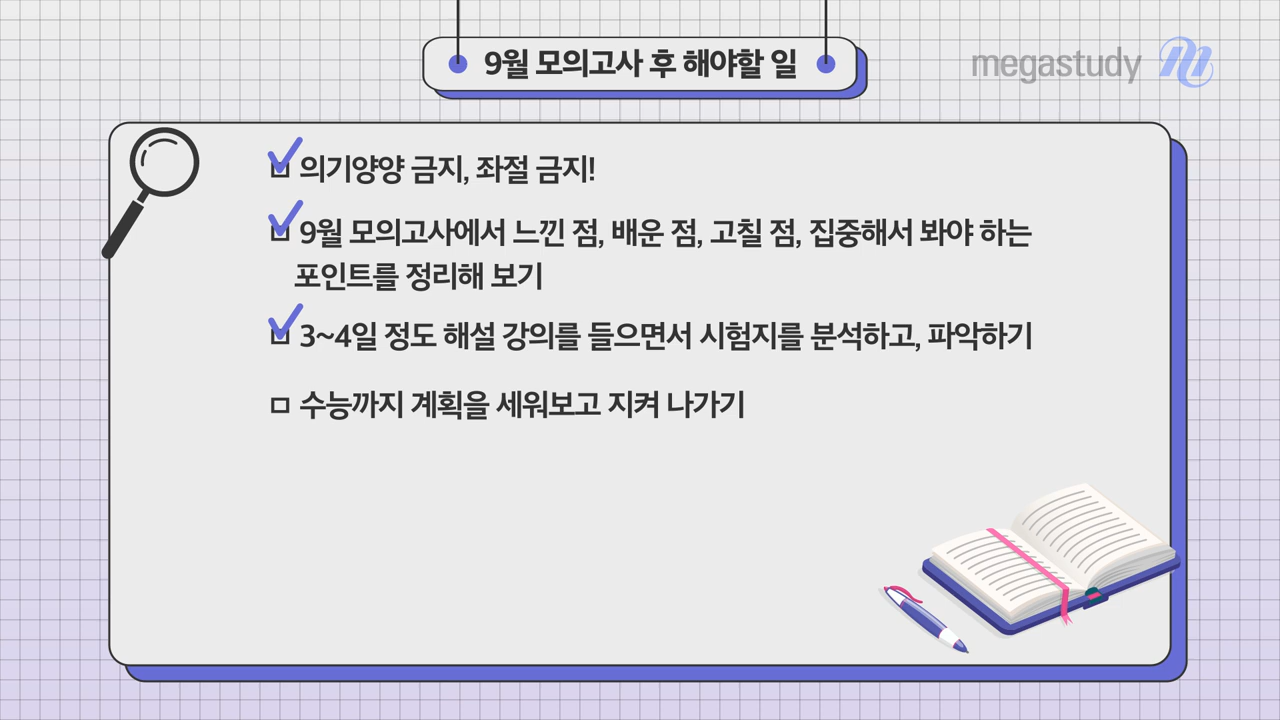 9월 모의고사 후 해야할 일
megastudy
의기양양 금지, 좌절 금지!
9월 모의고사에서 느낀 점, 배운 점, 고칠 점, 집중해서 봐야 하는
포인트를 정리해 보기
3~4일 정도 해설 강의를 들으면서 시험지를 분석하고, 파악하기
수능까지 계획을 세워보고 지켜 나가기